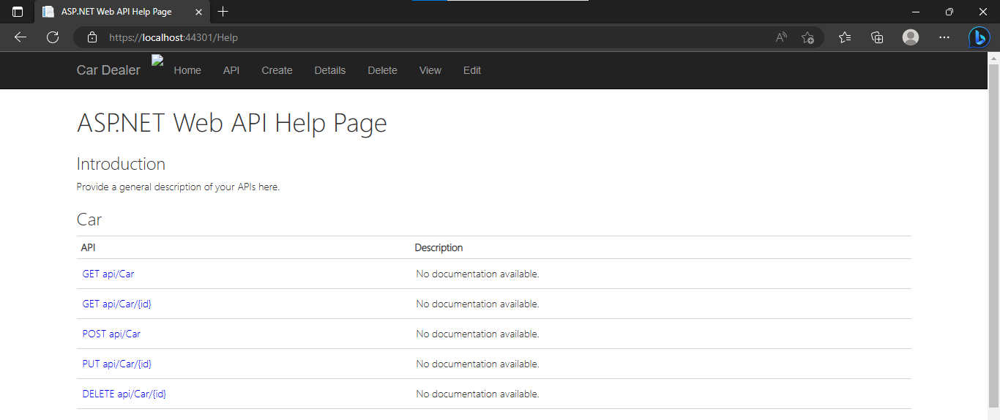 ASP.NET Web API Help Page
https://localhost:44301/Help
Car Dealer Home API Create Details Delete View Edit
ASP.NET Web API Help Page
Introduction
Provide a general description of your APIs here.
Car
API Description
GET api/Car No documentation available.
GET api/Car/{id} No documentation available.
POST api/Car No documentation available.
PUT api/Car/{id} No documentation available.
DELETE api/Car/{id} No documentation available.